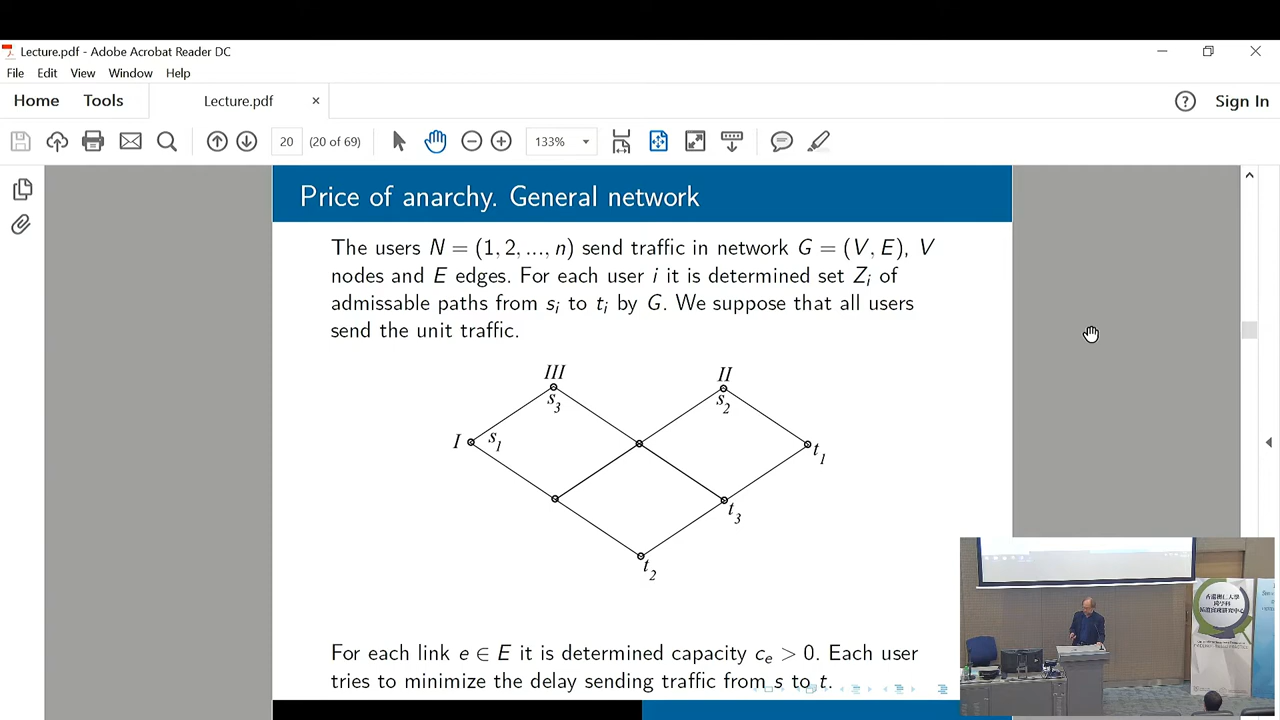 Lecture.pdf - Adobe Acrobat Reader DC
File Edit View Window Help
Home Tools Lecture.pdf × ? Sign In
20 (20 of 69) 133%
Price of anarchy. General network
The users N = (1, 2, ..., n) send traffic in network G = (V, E), V
nodes and E edges. For each user i it is determined set Z_i of
admissable paths from s_i to t_i by G. We suppose that all users
send the unit traffic.
III
II
s_3
s_2
I
s_1
t_1
t_3
t_2
For each link e ∈ E it is determined capacity c_e > 0. Each user
tries to minimize the delay sending traffic from s to t.